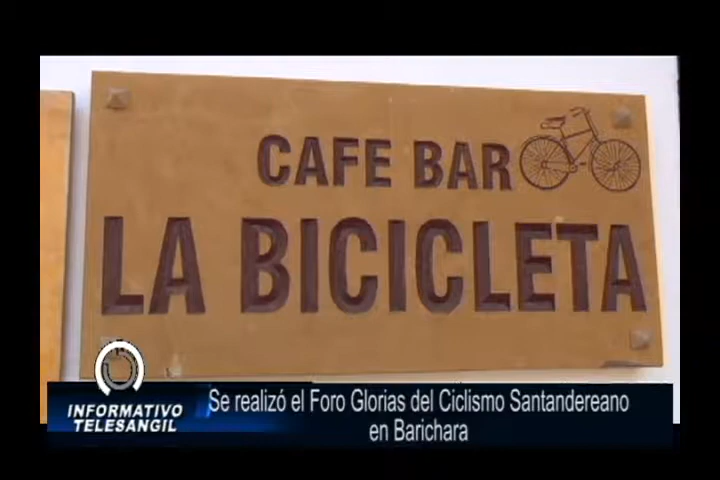 CAFE BAR
LA BICICLETA
INFORMATIVO
TELESANGIL
Se realizó el Foro Glorias del Ciclismo Santandereano
en Barichara